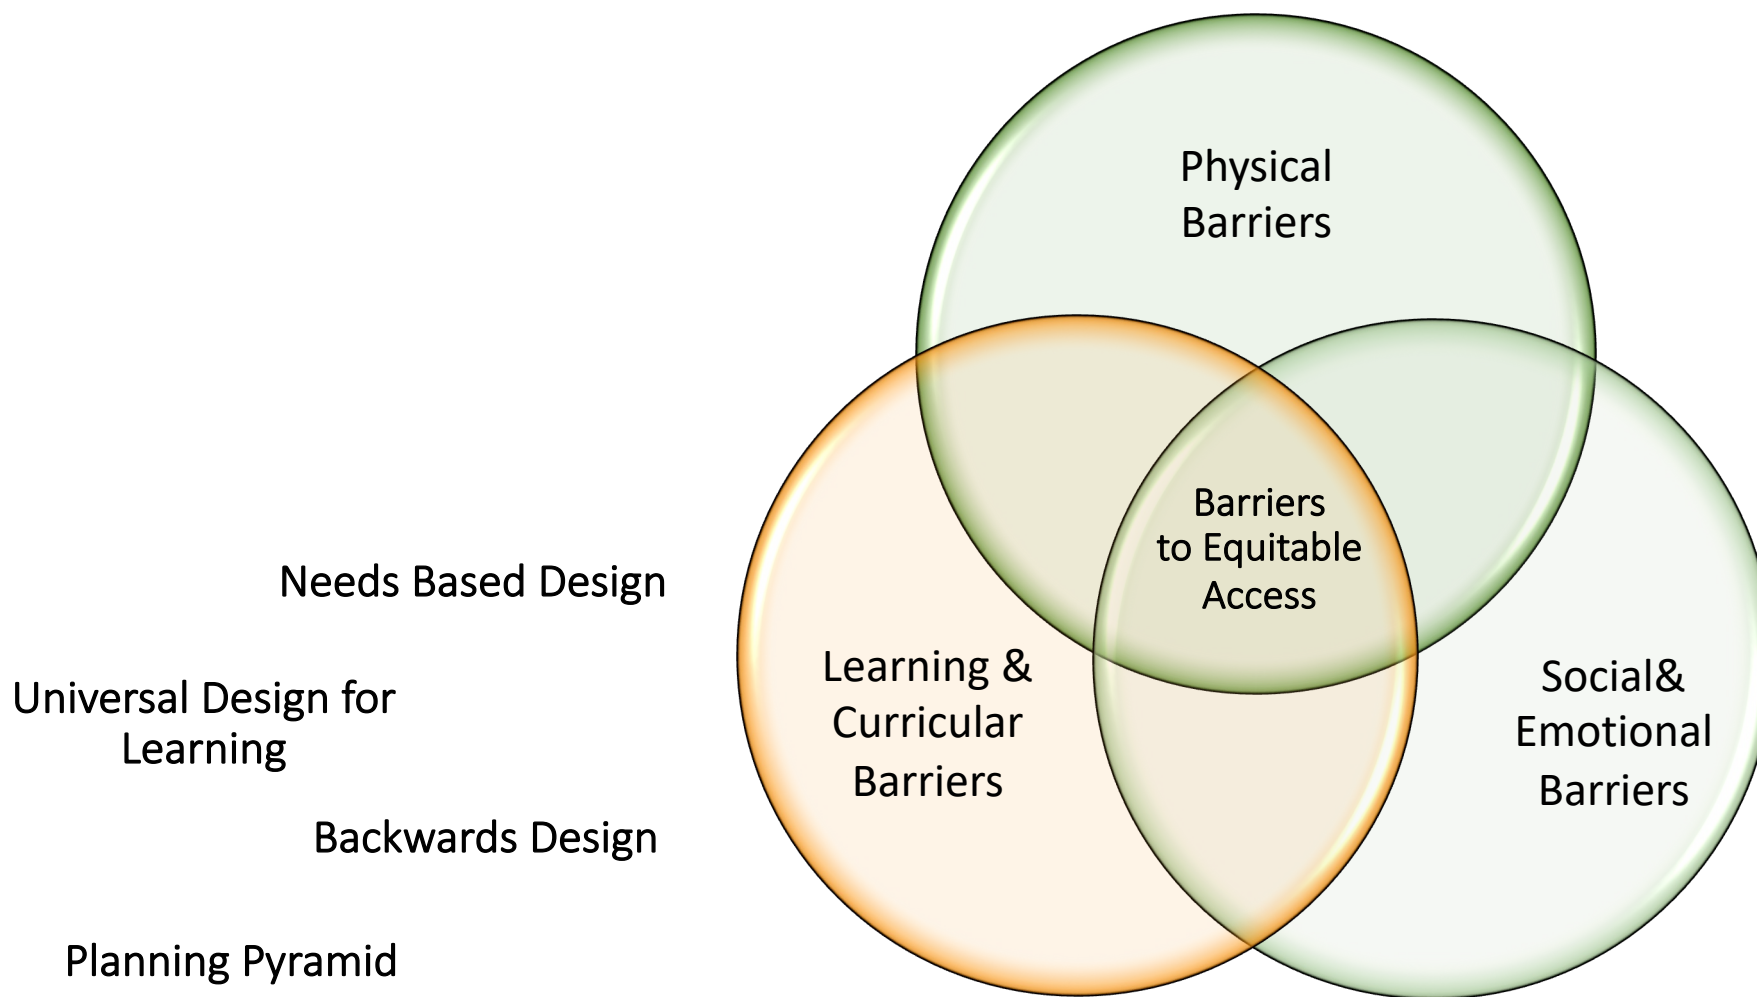 Physical
Barriers
Barriers
to Equitable
Access
Needs Based Design
Learning &
Curricular
Barriers
Social&
Emotional
Barriers
Universal Design for
Learning
Backwards Design
Planning Pyramid